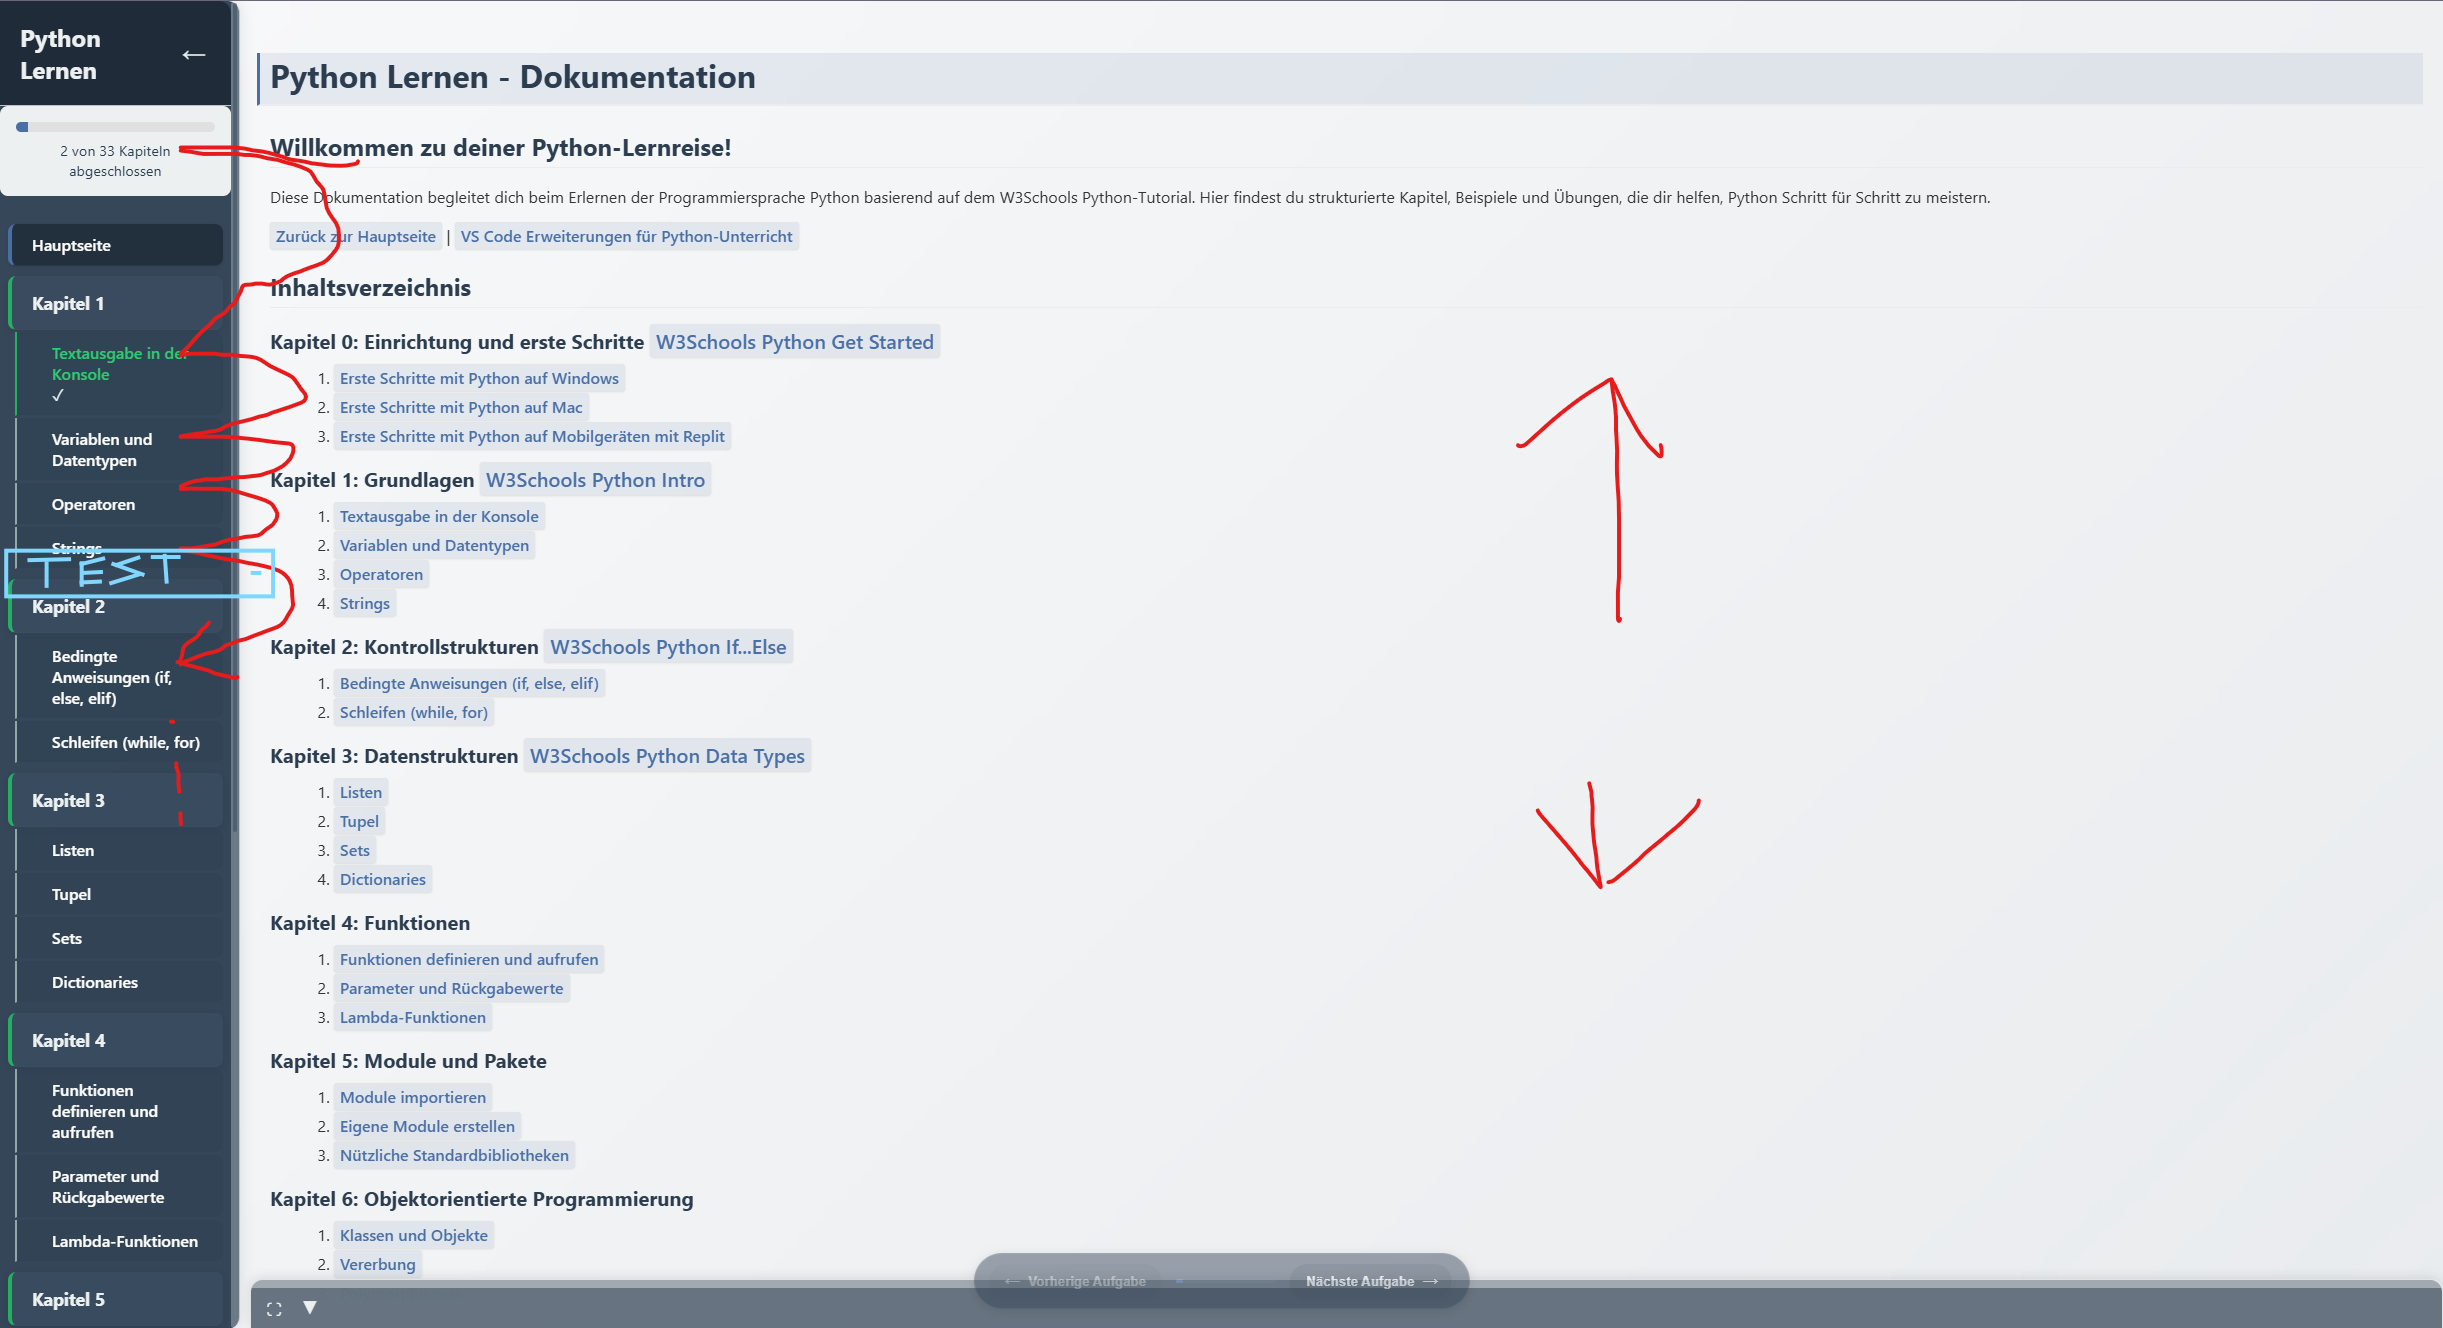 Python
Lernen
←
2 von 33 Kapiteln
abgeschlossen
Hauptseite
Kapitel 1
Textausgabe in der
Konsole
✓
Variablen und
Datentypen
Operatoren
Strings
TEST -
Kapitel 2
Bedingte
Anweisungen (if,
else, elif)
Schleifen (while, for)
Kapitel 3
Listen
Tupel
Sets
Dictionaries
Kapitel 4
Funktionen
definieren und
aufrufen
Parameter und
Rückgabewerte
Lambda-Funktionen
Kapitel 5
Python Lernen - Dokumentation
Willkommen zu deiner Python-Lernreise!
Diese Dokumentation begleitet dich beim Erlernen der Programmiersprache Python basierend auf dem W3Schools Python-Tutorial. Hier findest du strukturierte Kapitel, Beispiele und Übungen, die dir helfen, Python Schritt für Schritt zu meistern.
Zurück zur Hauptseite | VS Code Erweiterungen für Python-Unterricht
Inhaltsverzeichnis
Kapitel 0: Einrichtung und erste Schritte W3Schools Python Get Started
1. Erste Schritte mit Python auf Windows
2. Erste Schritte mit Python auf Mac
3. Erste Schritte mit Python auf Mobilgeräten mit Replit
Kapitel 1: Grundlagen W3Schools Python Intro
1. Textausgabe in der Konsole
2. Variablen und Datentypen
3. Operatoren
4. Strings
Kapitel 2: Kontrollstrukturen W3Schools Python If...Else
1. Bedingte Anweisungen (if, else, elif)
2. Schleifen (while, for)
Kapitel 3: Datenstrukturen W3Schools Python Data Types
1. Listen
2. Tupel
3. Sets
4. Dictionaries
Kapitel 4: Funktionen
1. Funktionen definieren und aufrufen
2. Parameter und Rückgabewerte
3. Lambda-Funktionen
Kapitel 5: Module und Pakete
1. Module importieren
2. Eigene Module erstellen
3. Nützliche Standardbibliotheken
Kapitel 6: Objektorientierte Programmierung
1. Klassen und Objekte
2. Vererbung
← Vorherige Aufgabe
Nächste Aufgabe →